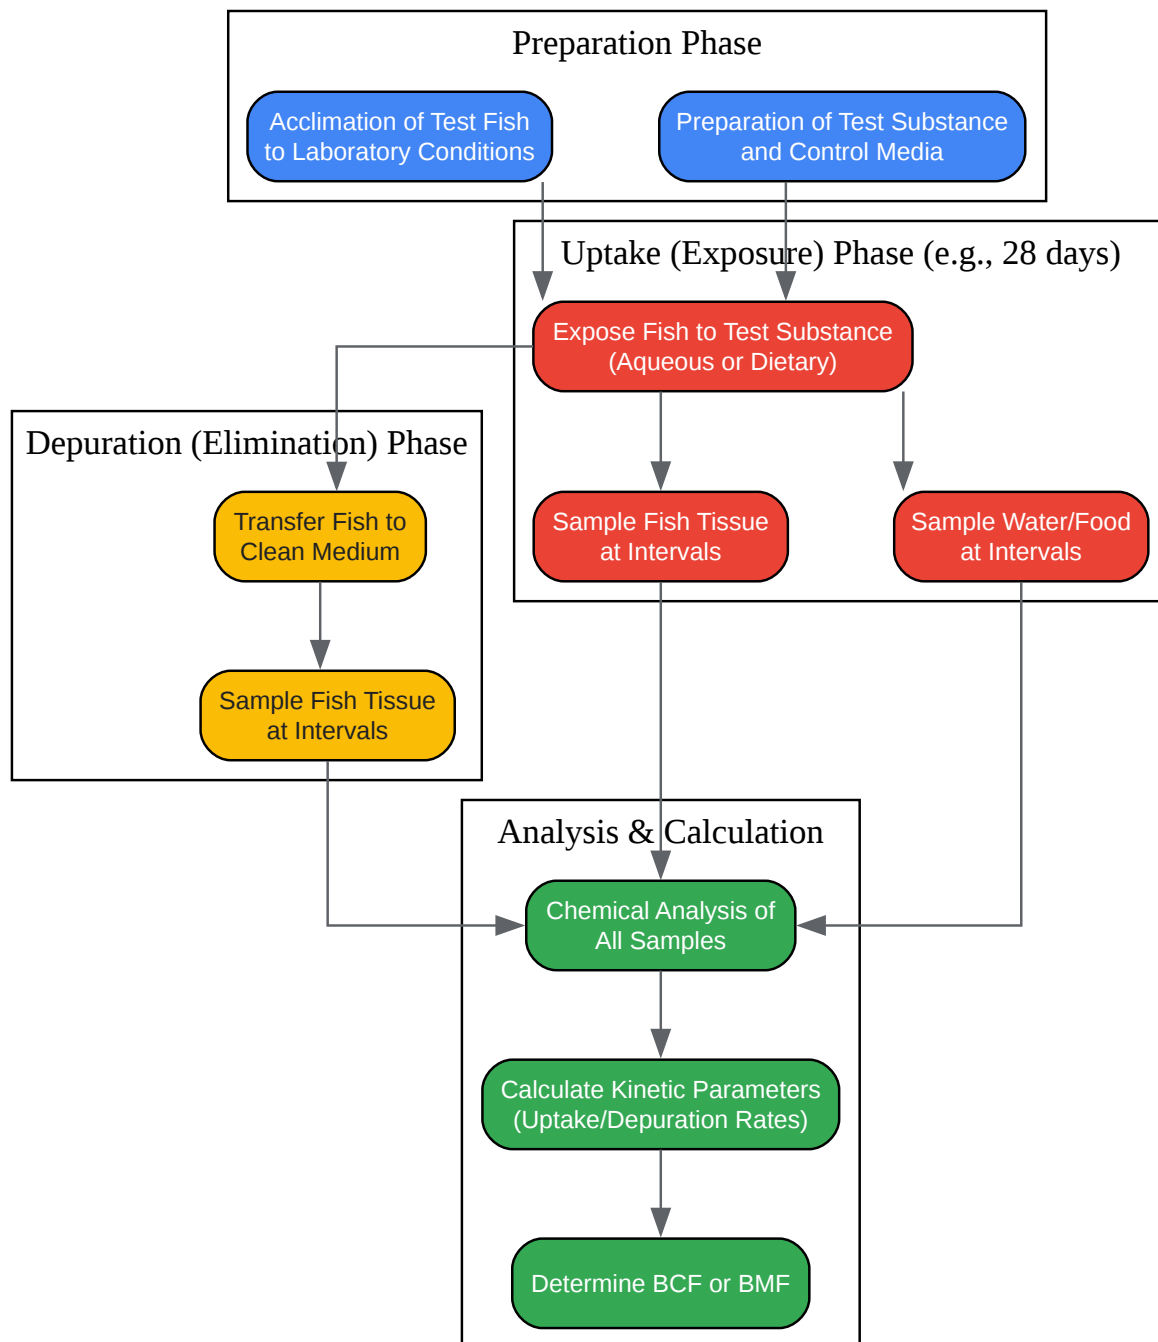 Preparation Phase
Acclimation of Test Fish
to Laboratory Conditions
Preparation of Test Substance
and Control Media
Uptake (Exposure) Phase (e.g., 28 days)
Expose Fish to Test Substance
(Aqueous or Dietary)
Sample Fish Tissue
at Intervals
Sample Water/Food
at Intervals
Depuration (Elimination) Phase
Transfer Fish to
Clean Medium
Sample Fish Tissue
at Intervals
Analysis & Calculation
Chemical Analysis of
All Samples
Calculate Kinetic Parameters
(Uptake/Depuration Rates)
Determine BCF or BMF